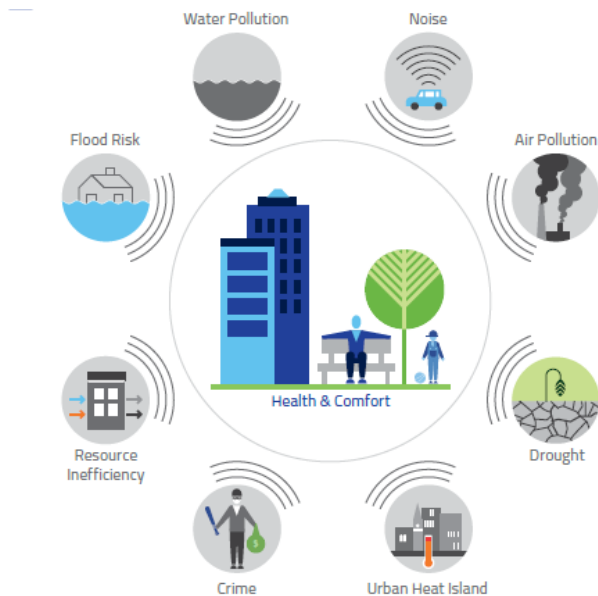 Water Pollution
Noise
Flood Risk
Air Pollution
Health & Comfort
Resource
Inefficiency
Drought
$
Crime
Urban Heat Island